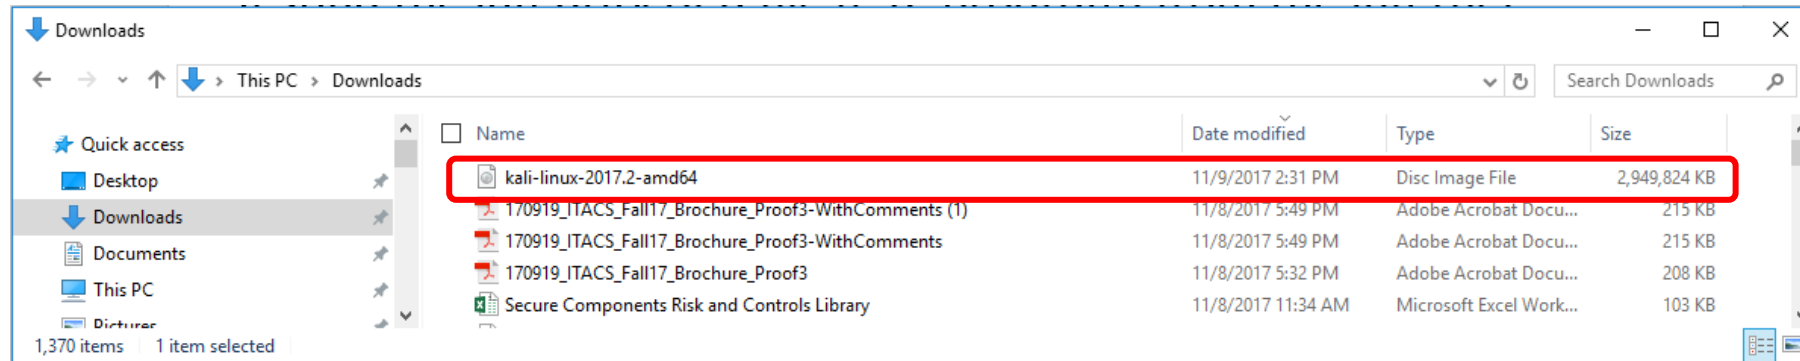 Downloads
This PC > Downloads
Search Downloads
Name Date modified Type Size
Quick access
Desktop
Downloads
Documents
This PC
Pictures
kali-linux-2017.2-amd64 11/9/2017 2:31 PM Disc Image File 2,949,824 KB
170919_ITACS_Fall17_Brochure_Proof3-WithComments (1) 11/8/2017 5:49 PM Adobe Acrobat Docu... 215 KB
170919_ITACS_Fall17_Brochure_Proof3-WithComments 11/8/2017 5:49 PM Adobe Acrobat Docu... 215 KB
170919_ITACS_Fall17_Brochure_Proof3 11/8/2017 5:32 PM Adobe Acrobat Docu... 208 KB
Secure Components Risk and Controls Library 11/8/2017 11:34 AM Microsoft Excel Work... 103 KB
1,370 items 1 item selected